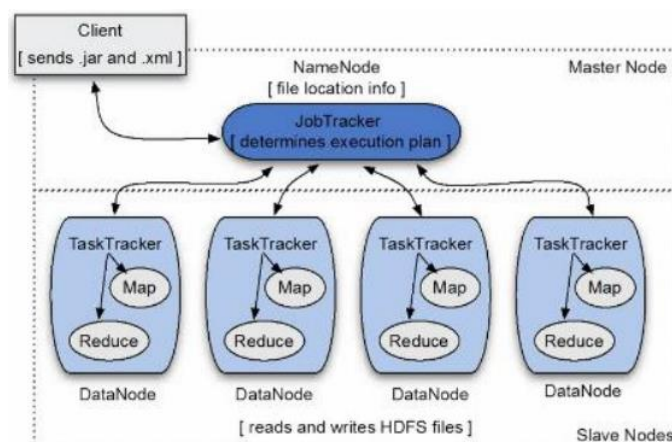 Client
[ sends .jar and .xml ]
NameNode
[ file location info ]
Master Node
JobTracker
[ determines execution plan ]
TaskTracker
Map
Reduce
DataNode
TaskTracker
Map
Reduce
DataNode
TaskTracker
Map
Reduce
DataNode
TaskTracker
Map
Reduce
DataNode
[ reads and writes HDFS files ]
Slave Nodes